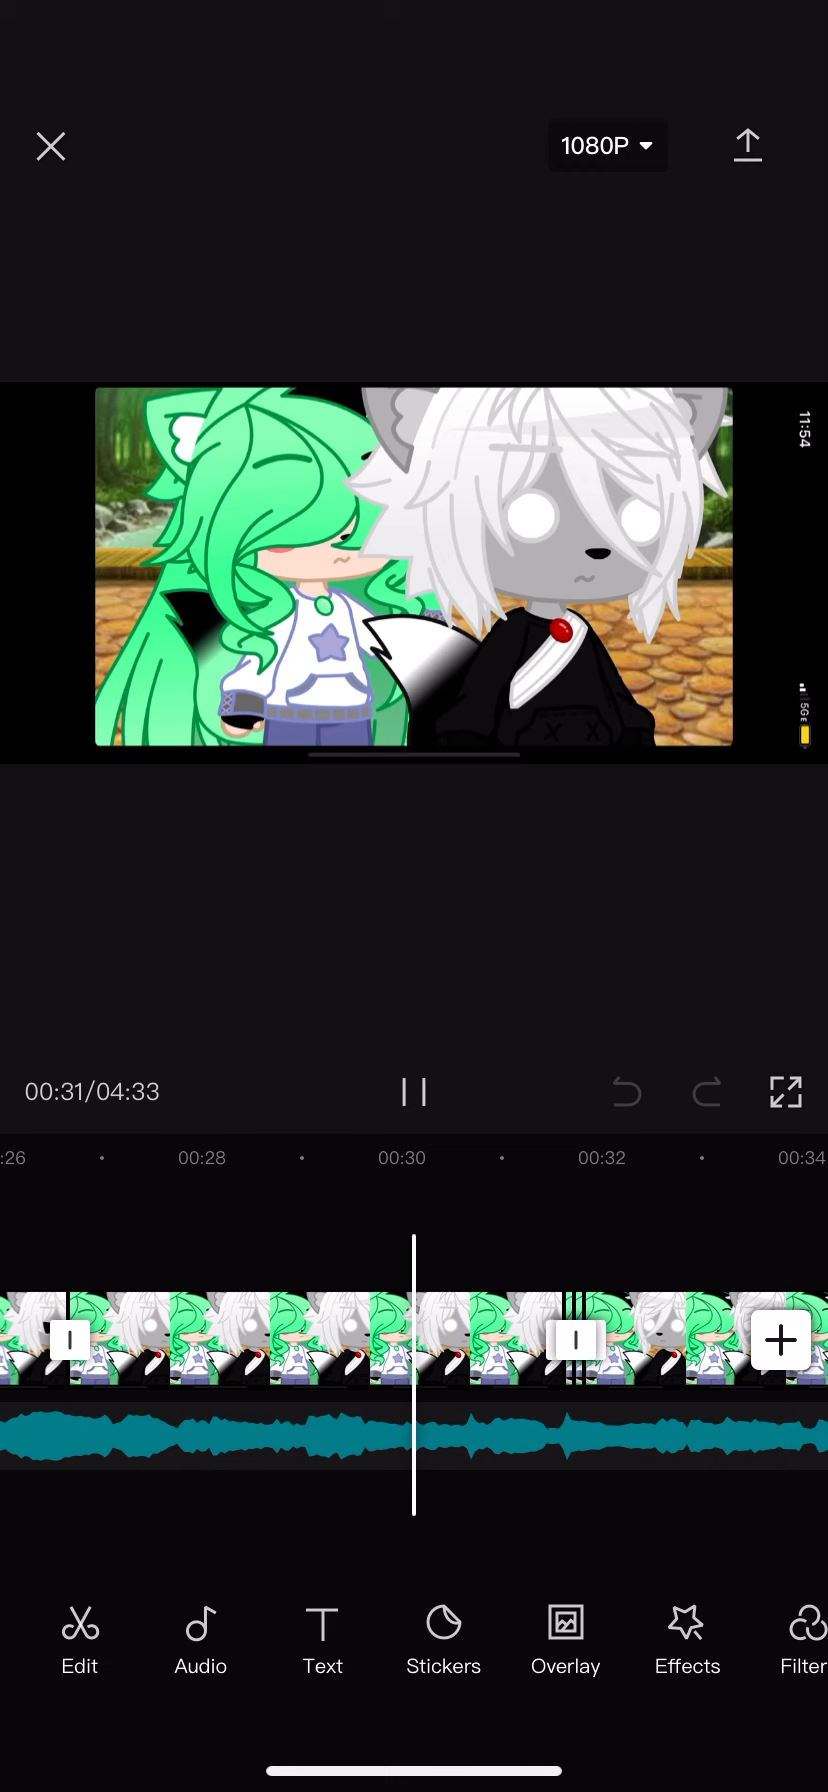 1080P
11:54
5G E
00:31/04:33
:26
00:28
00:30
00:32
00:34
Edit
Audio
Text
Stickers
Overlay
Effects
Filter